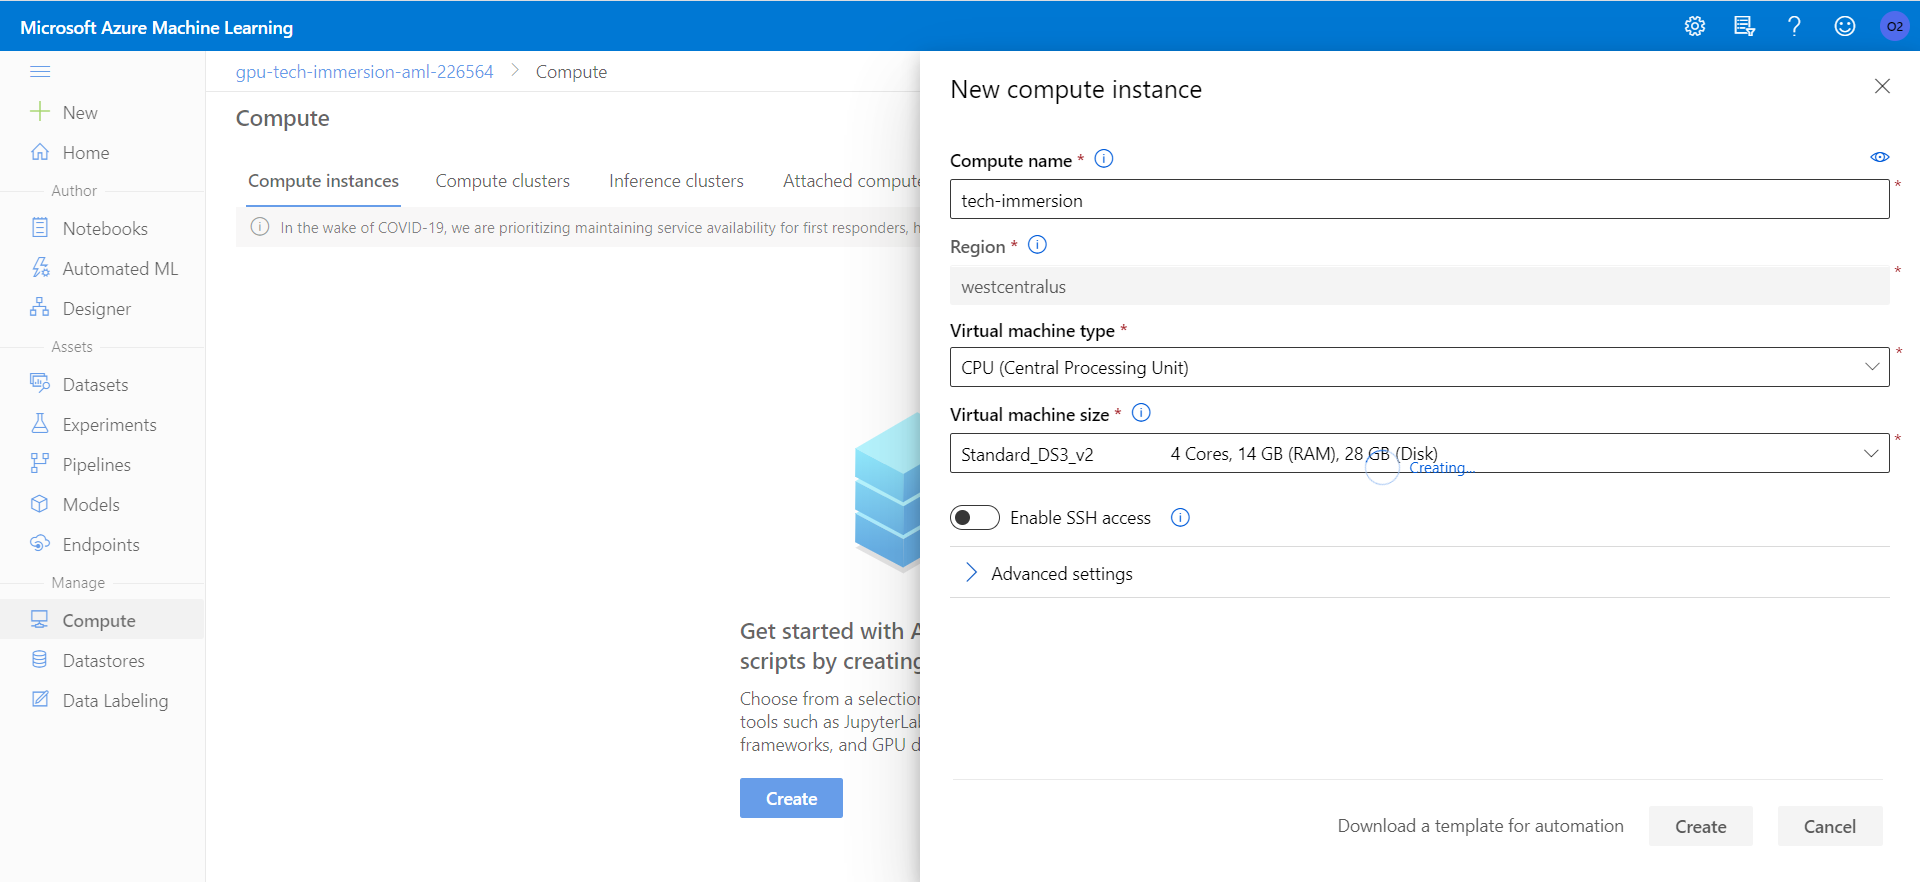 Microsoft Azure Machine Learning
O2
New
Home
Author
Notebooks
Automated ML
Designer
Assets
Datasets
Experiments
Pipelines
Models
Endpoints
Manage
Compute
Datastores
Data Labeling
gpu-tech-immersion-aml-226564 > Compute
Compute
Compute instances Compute clusters Inference clusters Attached compute
In the wake of COVID-19, we are prioritizing maintaining service availability for first responders, h
Get started with A
scripts by creating
Choose from a selection
tools such as JupyterLab
frameworks, and GPU d
Create
New compute instance
Compute name *
tech-immersion *
Region *
westcentralus *
Virtual machine type *
CPU (Central Processing Unit) *
Virtual machine size *
Standard_DS3_v2 4 Cores, 14 GB (RAM), 28 GB (Disk) *
Creating...
Enable SSH access
Advanced settings
Download a template for automation Create Cancel